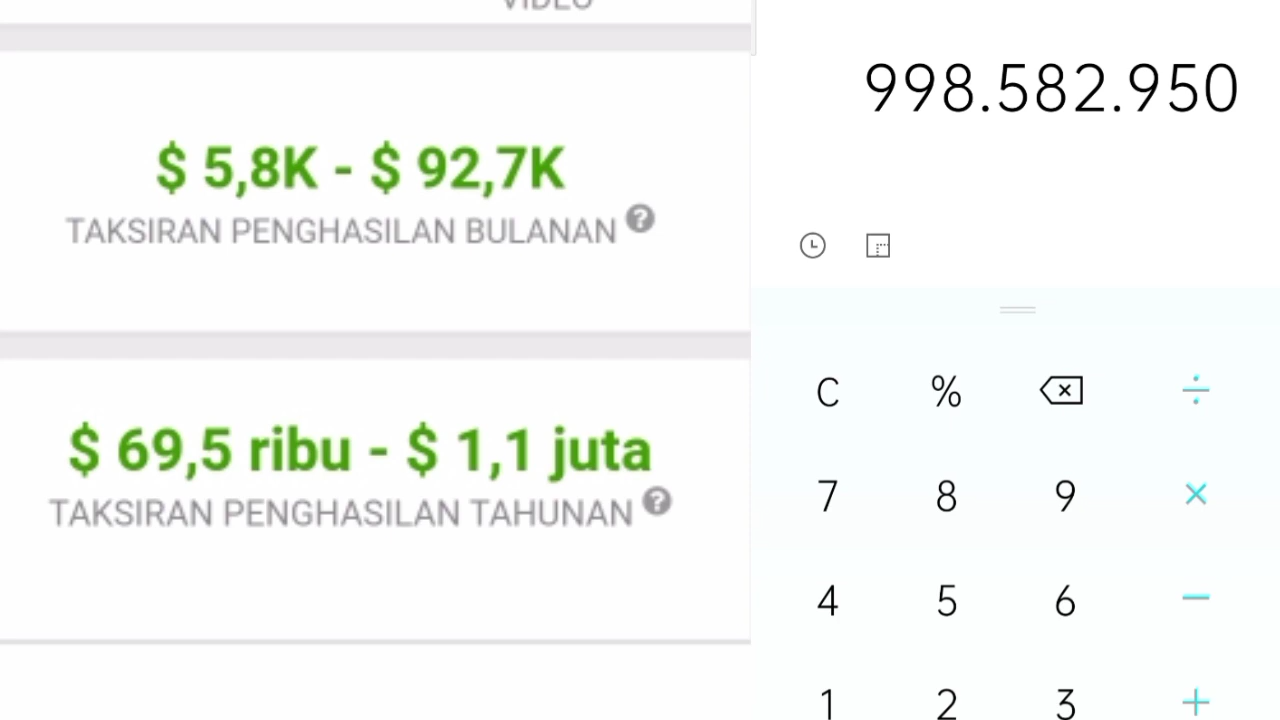 VIDEO
$ 5,8K - $ 92,7K
TAKSIRAN PENGHASILAN BULANAN ?
$ 69,5 ribu - $ 1,1 juta
TAKSIRAN PENGHASILAN TAHUNAN ?
998.582.950
C % ÷
7 8 9 ×
4 5 6 −
1 2 3 +